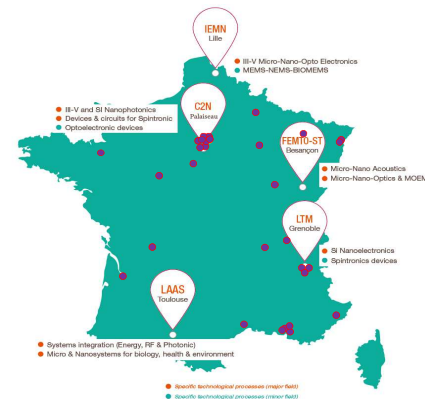 IEMN
Lille
III-V Micro-Nano-Opto Electronics
MEMS-NEMS-BIOMEMS
C2N
Palaiseau
III-V and SI Nanophotonics
Devices & circuits for Spintronic
Optoelectronic devices
FEMTO-ST
Besançon
Micro-Nano Acoustics
Micro-Nano-Optics & MOEM
LTM
Grenoble
Si Nanoelectronics
Spintronics devices
LAAS
Toulouse
Systems integration (Energy, RF & Photonic)
Micro & Nanosystems for biology, health & environment
Specific technological processes (major field)
Specific technological processes (minor field)